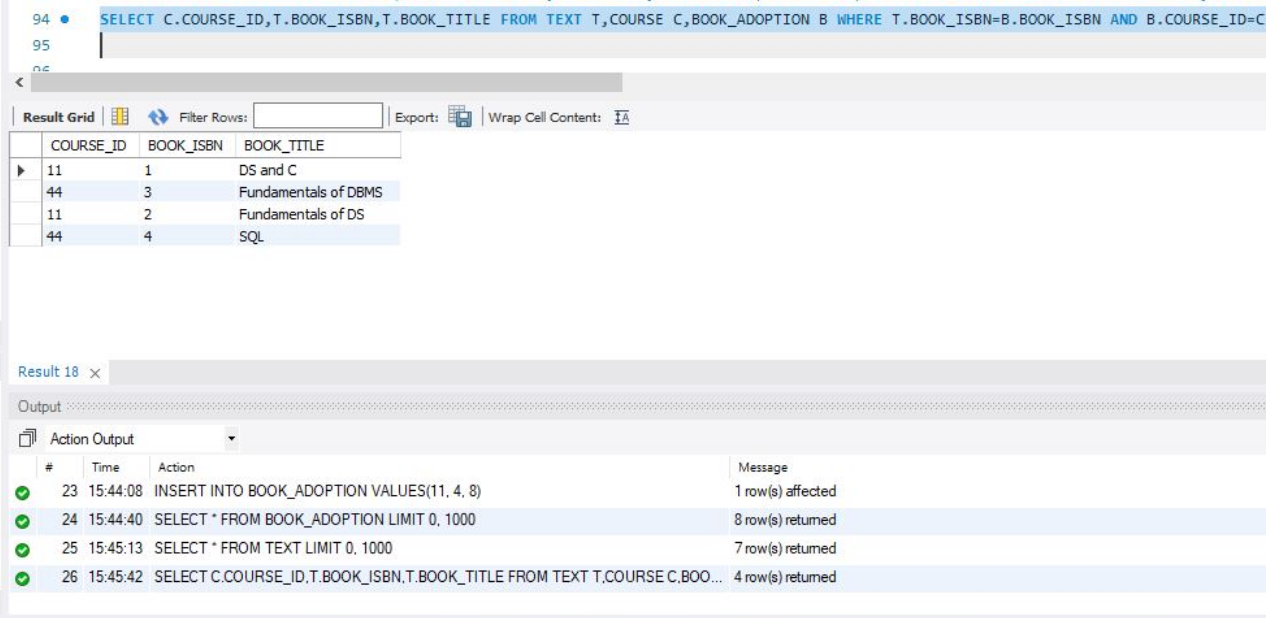 94 SELECT C.COURSE_ID,T.BOOK_ISBN,T.BOOK_TITLE FROM TEXT T,COURSE C,BOOK_ADOPTION B WHERE T.BOOK_ISBN=B.BOOK_ISBN AND B.COURSE_ID=C
95
Result Grid Filter Rows: Export: Wrap Cell Content:
COURSE_ID BOOK_ISBN BOOK_TITLE
11 1 DS and C
44 3 Fundamentals of DBMS
11 2 Fundamentals of DS
44 4 SQL
Result 18
Output
Action Output
# Time Action Message
23 15:44:08 INSERT INTO BOOK_ADOPTION VALUES(11, 4, 8) 1 row(s) affected
24 15:44:40 SELECT * FROM BOOK_ADOPTION LIMIT 0, 1000 8 row(s) returned
25 15:45:13 SELECT * FROM TEXT LIMIT 0, 1000 7 row(s) returned
26 15:45:42 SELECT C.COURSE_ID,T.BOOK_ISBN,T.BOOK_TITLE FROM TEXT T,COURSE C,BOO... 4 row(s) returned